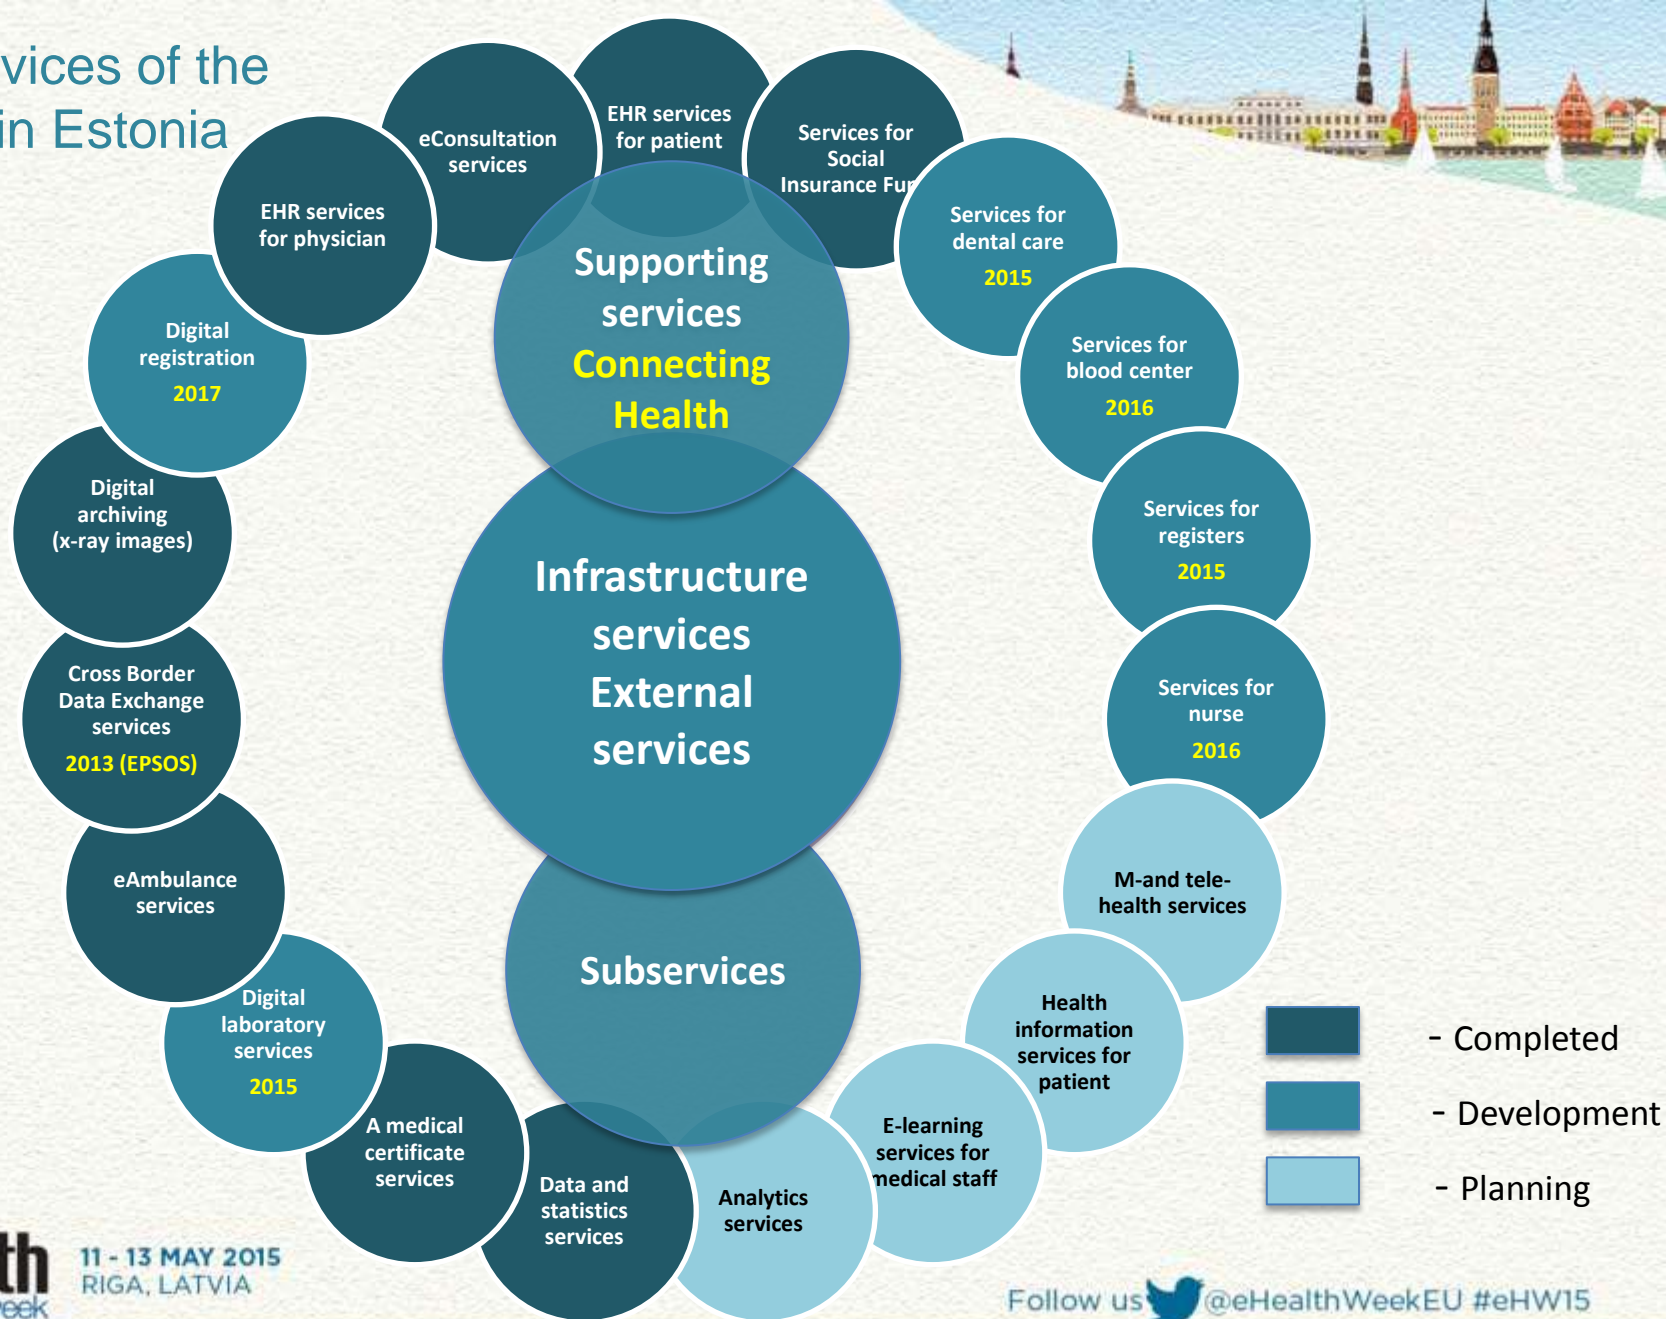 vices of the
in Estonia
EHR services
for patient
eConsultation
services
Services for
Social
Insurance Fun
EHR services
for physician
Services for
dental care
2015
Supporting
services
Connecting
Health
Digital
registration
2017
Services for
blood center
2016
Digital
archiving
(x-ray images)
Services for
registers
2015
Infrastructure
services
External
services
Cross Border
Data Exchange
services
2013 (EPSOS)
Services for
nurse
2016
eAmbulance
services
M-and tele-
health services
Subservices
Digital
laboratory
services
2015
Health
information
services for
patient
A medical
certificate
services
E-learning
services for
medical staff
Data and
statistics
services
Analytics
services
- Completed
- Development
- Planning
th
eek
11 - 13 MAY 2015
RIGA, LATVIA
Follow us @eHealthWeekEU #eHW15